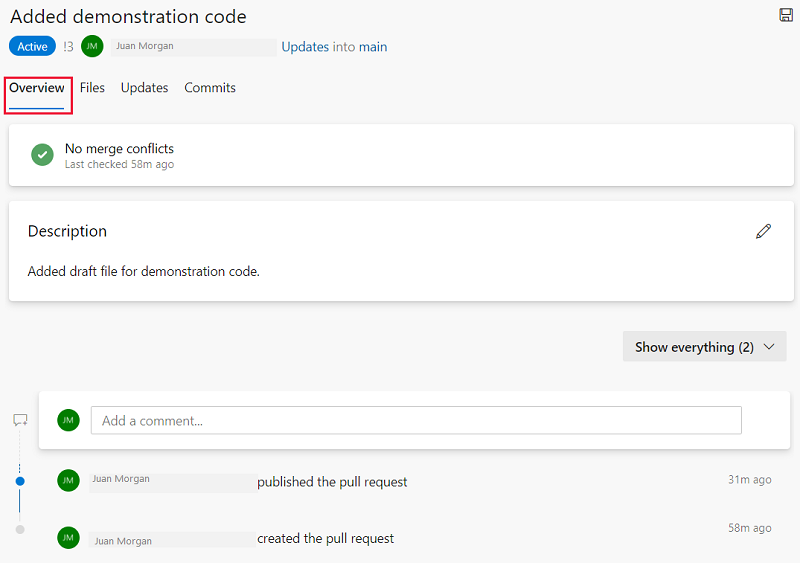 Added demonstration code
Active !3 JM Juan Morgan Updates into main
Overview Files Updates Commits
No merge conflicts
Last checked 58m ago
Description
Added draft file for demonstration code.
Show everything (2)
JM Add a comment...
JM Juan Morgan published the pull request 31m ago
JM Juan Morgan created the pull request 58m ago